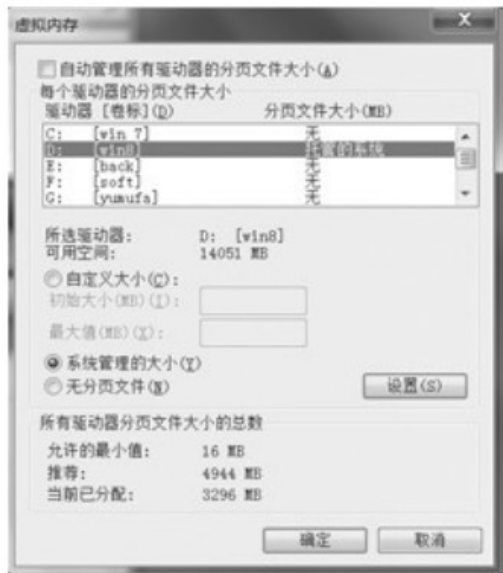 虚拟内存
自动管理所有驱动器的分页文件大小(A)
每个驱动器的分页文件大小
驱动器 [卷标](D) 分页文件大小(MB)
C: [win 7] 无
D: [win8] 托管的系统
E: [back] 无
F: [soft] 无
G: [yumufa] 无
所选驱动器: D: [win8]
可用空间: 14051 MB
自定义大小(C):
初始大小(MB)(I):
最大值(MB)(X):
系统管理的大小(Y)
无分页文件(N)
设置(S)
所有驱动器分页文件大小的总数
允许的最小值: 16 MB
推荐: 4944 MB
当前已分配: 3296 MB
确定 取消